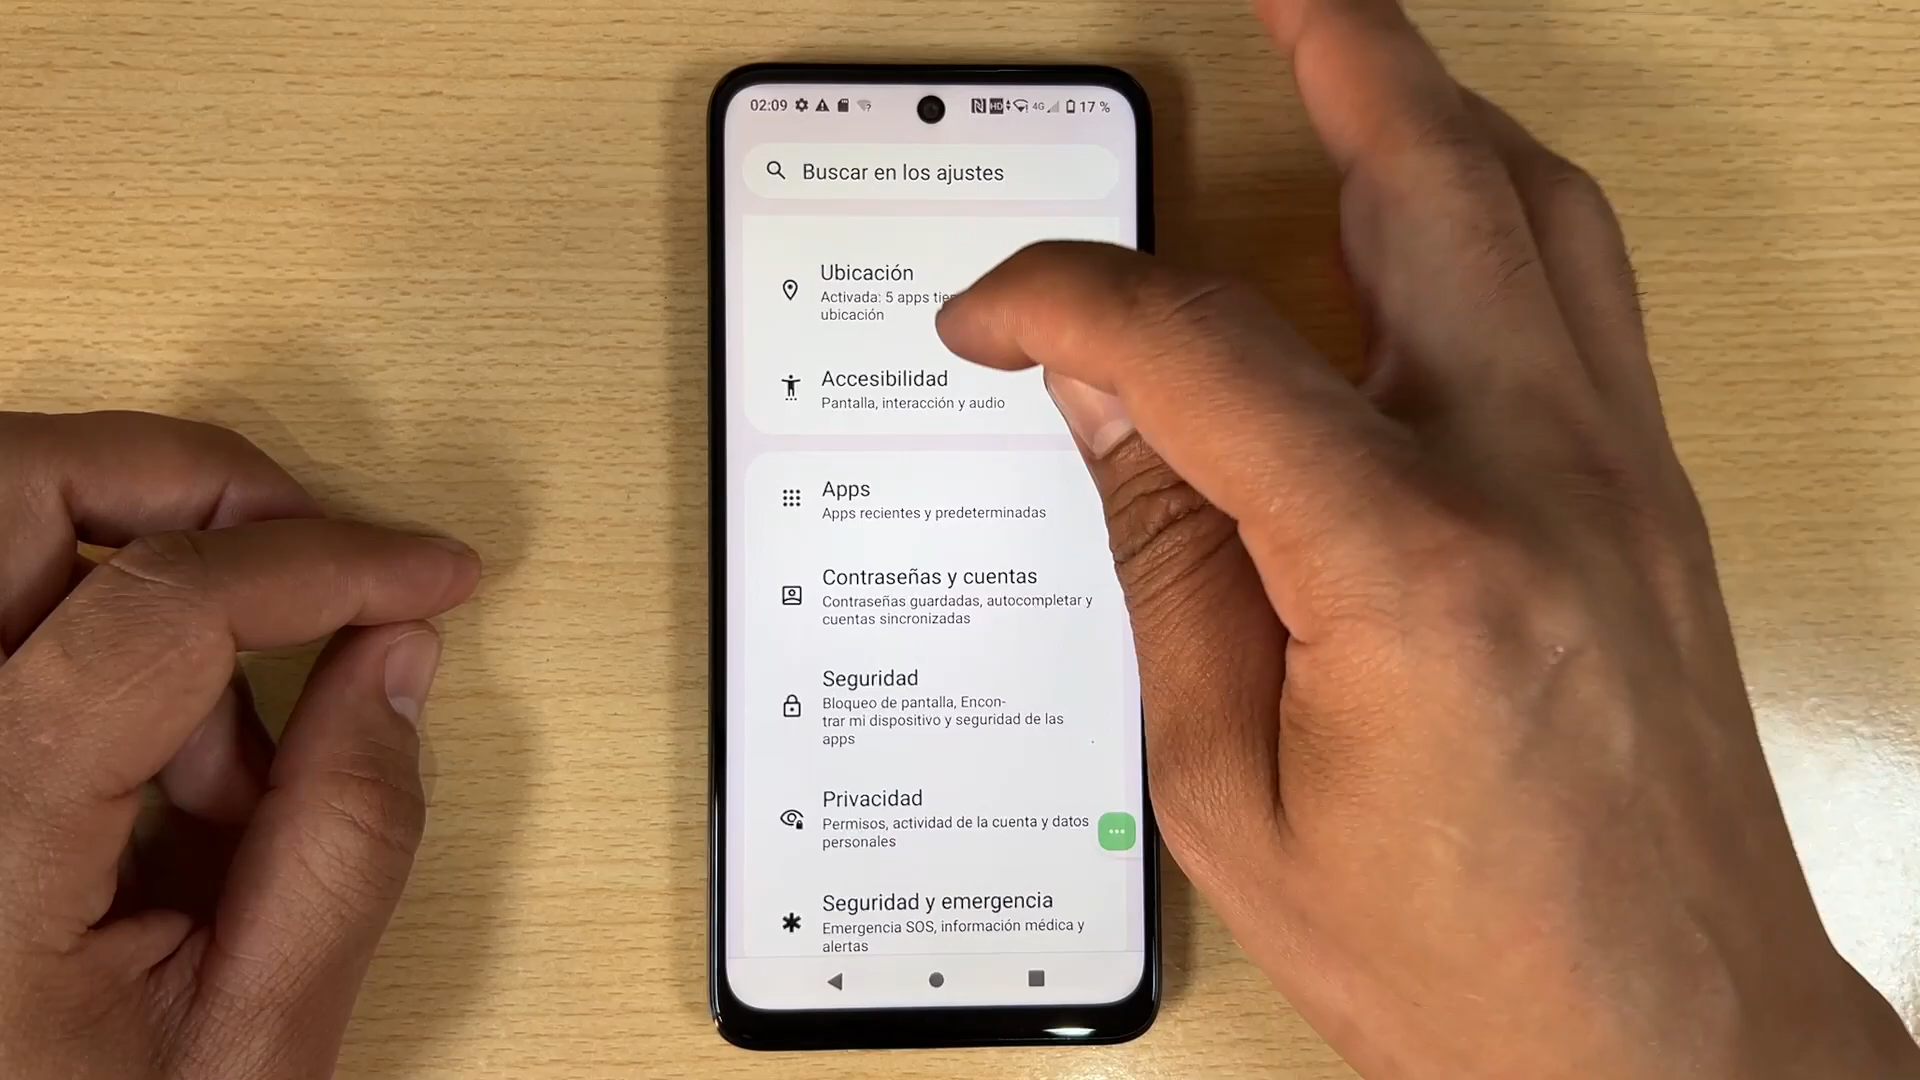 02:09 HD 4G 17 %
Buscar en los ajustes
Ubicación
Activada: 5 apps
ubicación
Accesibilidad
Pantalla, interacción y audio
Apps
Apps recientes y predeterminadas
Contraseñas y cuentas
Contraseñas guardadas, autocompletar y
cuentas sincronizadas
Seguridad
Bloqueo de pantalla, Encon-
trar mi dispositivo y seguridad de las
apps
Privacidad
Permisos, actividad de la cuenta y datos
personales
Seguridad y emergencia
Emergencia SOS, información médica y
alertas